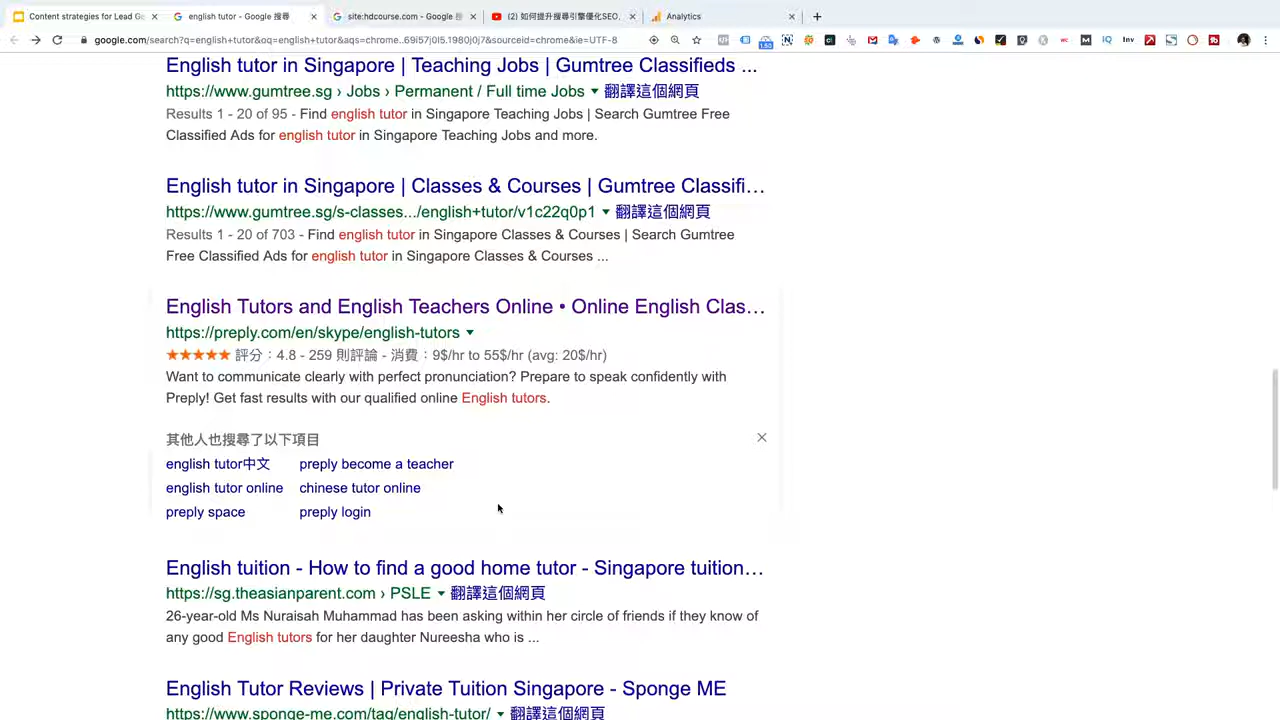 Content strategies for Lead Ge
english tutor - Google 搜尋
site:hdcourse.com - Google
(2) 如何提升搜尋引擎優化SEO,
Analytics
google.com/search?q=english+tutor&oq=english+tutor&aqs=chrome..69i57j0l5.1980j0j7&sourceid=chrome&ie=UTF-8
English tutor in Singapore | Teaching Jobs | Gumtree Classifieds ...
https://www.gumtree.sg › Jobs › Permanent / Full time Jobs ▼ 翻譯這個網頁
Results 1 - 20 of 95 - Find english tutor in Singapore Teaching Jobs | Search Gumtree Free
Classified Ads for english tutor in Singapore Teaching Jobs and more.
English tutor in Singapore | Classes & Courses | Gumtree Classifi...
https://www.gumtree.sg/s-classes.../english+tutor/v1c22q0p1 ▼ 翻譯這個網頁
Results 1 - 20 of 703 - Find english tutor in Singapore Classes & Courses | Search Gumtree
Free Classified Ads for english tutor in Singapore Classes & Courses ...
English Tutors and English Teachers Online • Online English Clas...
https://preply.com/en/skype/english-tutors ▼
★★★★★ 評分：4.8 - 259 則評論 - 消費：9$/hr to 55$/hr (avg: 20$/hr)
Want to communicate clearly with perfect pronunciation? Prepare to speak confidently with
Preply! Get fast results with our qualified online English tutors.
其他人也搜尋了以下項目
english tutor中文 preply become a teacher
english tutor online chinese tutor online
preply space preply login
English tuition - How to find a good home tutor - Singapore tuition...
https://sg.theasianparent.com › PSLE ▼ 翻譯這個網頁
26-year-old Ms Nuraisah Muhammad has been asking within her circle of friends if they know of
any good English tutors for her daughter Nureesha who is ...
English Tutor Reviews | Private Tuition Singapore - Sponge ME
https://www.sponge-me.com/tag/english-tutor/ ▼ 翻譯這個網頁